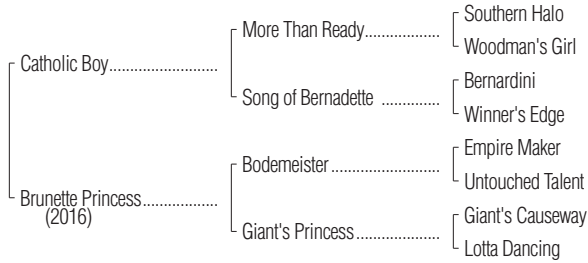 Southern Halo
More Than Ready..................
Woodman's Girl
Catholic Boy..........................
Bernardini
Song of Bernadette ..............
Winner's Edge
Empire Maker
Bodemeister ..........................
Untouched Talent
Brunette Princess..................
(2016)
Giant's Causeway
Giant's Princess ....................
Lotta Dancing